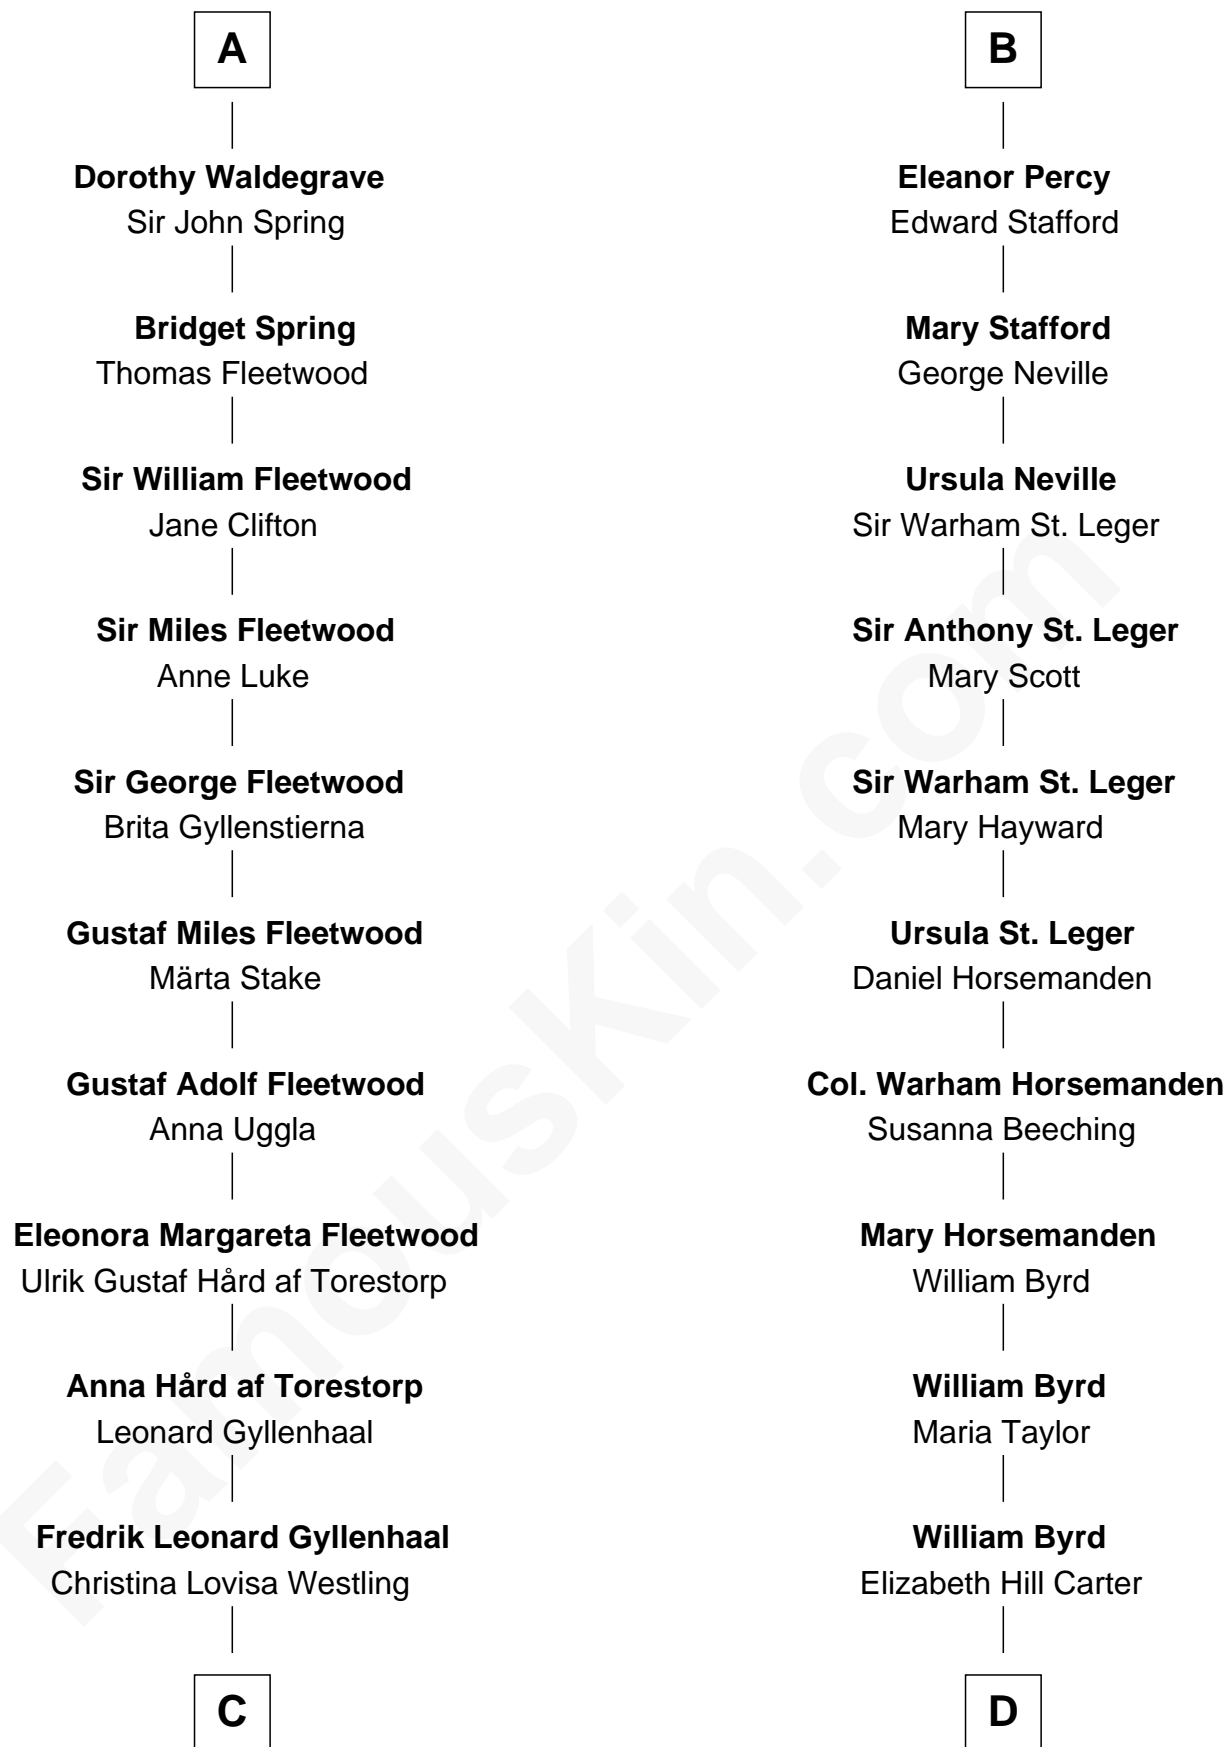 A
Dorothy Waldegrave
Sir John Spring
Bridget Spring
Thomas Fleetwood
Sir William Fleetwood
Jane Clifton
Sir Miles Fleetwood
Anne Luke
Sir George Fleetwood
Brita Gyllenstierna
Gustaf Miles Fleetwood
Märta Stake
Gustaf Adolf Fleetwood
Anna Uggla
Eleonora Margareta Fleetwood
Ulrik Gustaf Hård af Torestorp
Anna Hård af Torestorp
Leonard Gyllenhaal
Fredrik Leonard Gyllenhaal
Christina Lovisa Westling
C
B
Eleanor Percy
Edward Stafford
Mary Stafford
George Neville
Ursula Neville
Sir Warham St. Leger
Sir Anthony St. Leger
Mary Scott
Sir Warham St. Leger
Mary Hayward
Ursula St. Leger
Daniel Horsemanden
Col. Warham Horsemanden
Susanna Beeching
Mary Horsemanden
William Byrd
William Byrd
Maria Taylor
William Byrd
Elizabeth Hill Carter
D
FamousKin.com